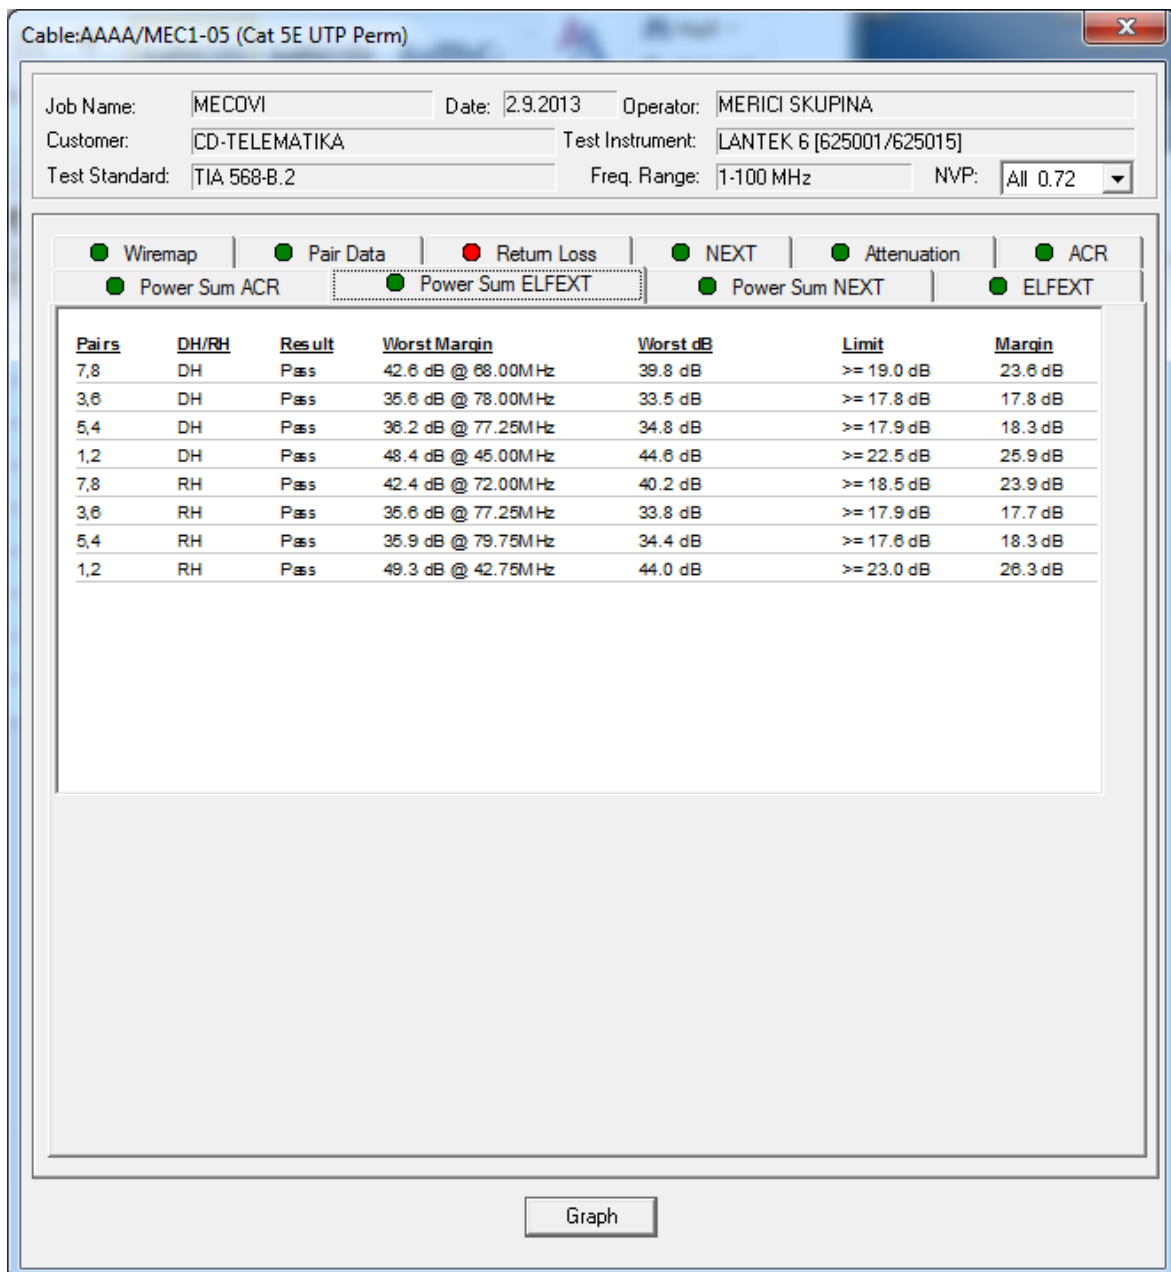 Cable:AAAA/MEC1-05 (Cat 5E UTP Perm)
x
Job Name: MECOVI Date: 2.9.2013 Operator: MERICI SKUPINA
Customer: CD-TELEMATIKA Test Instrument: LANTEK 6 [625001/625015]
Test Standard: TIA 568-B.2 Freq. Range: 1-100 MHz NVP: All 0.72
Wiremap Pair Data Return Loss NEXT Attenuation ACR
Power Sum ACR Power Sum ELFEXT Power Sum NEXT ELFEXT
Pairs DH/RH Result Worst Margin Worst dB Limit Margin
7,8 DH Pass 42.6 dB @ 68.00MHz 39.8 dB >= 19.0 dB 23.6 dB
3,6 DH Pass 35.6 dB @ 78.00MHz 33.5 dB >= 17.8 dB 17.8 dB
5,4 DH Pass 36.2 dB @ 77.25MHz 34.8 dB >= 17.9 dB 18.3 dB
1,2 DH Pass 48.4 dB @ 45.00MHz 44.6 dB >= 22.5 dB 25.9 dB
7,8 RH Pass 42.4 dB @ 72.00MHz 40.2 dB >= 18.5 dB 23.9 dB
3,6 RH Pass 35.6 dB @ 77.25MHz 33.8 dB >= 17.9 dB 17.7 dB
5,4 RH Pass 35.9 dB @ 79.75MHz 34.4 dB >= 17.6 dB 18.3 dB
1,2 RH Pass 49.3 dB @ 42.75MHz 44.0 dB >= 23.0 dB 26.3 dB
Graph